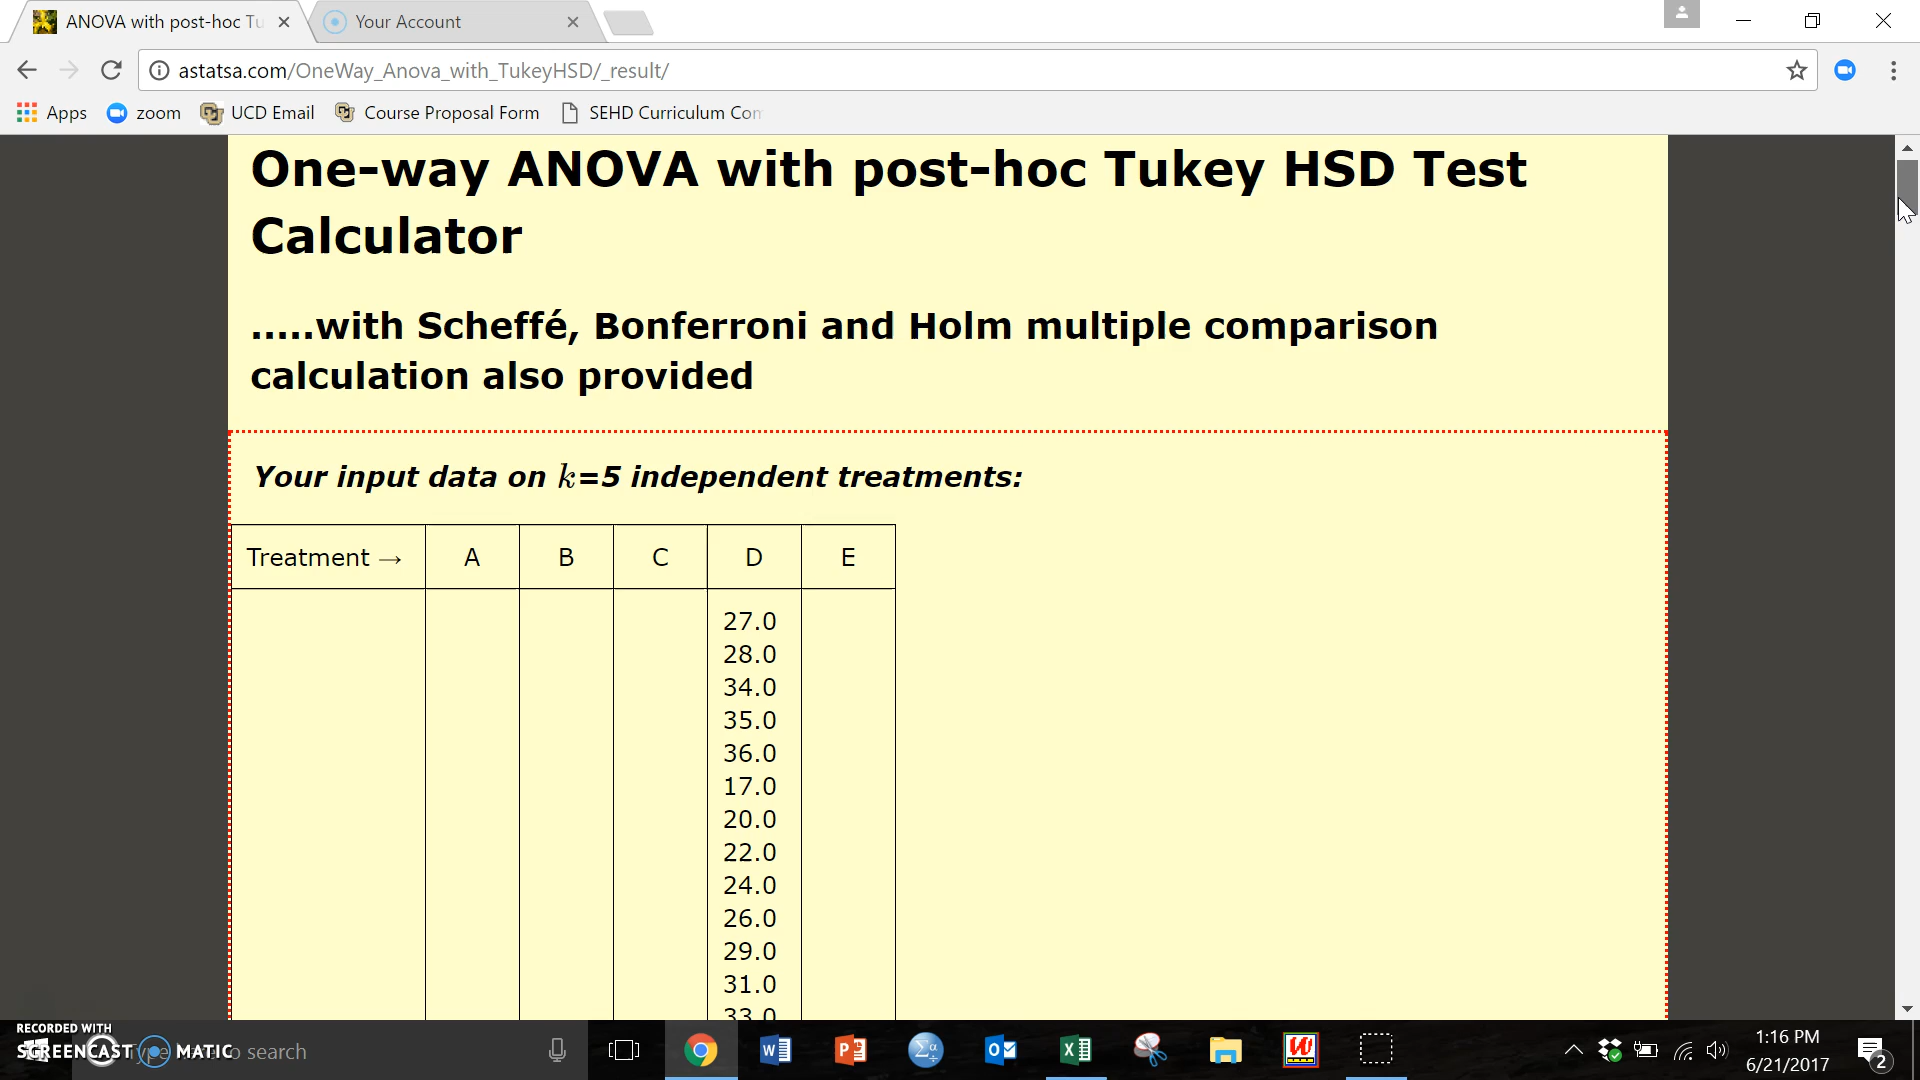 ANOVA with post-hoc Tu
Your Account
astatsa.com/OneWay_Anova_with_TukeyHSD/_result/
Apps
zoom
UCD Email
Course Proposal Form
SEHD Curriculum Com
One-way ANOVA with post-hoc Tukey HSD Test
Calculator
.....with Scheffé, Bonferroni and Holm multiple comparison
calculation also provided
Your input data on k=5 independent treatments:
Treatment → A B C D E
27.0
28.0
34.0
35.0
36.0
17.0
20.0
22.0
24.0
26.0
29.0
31.0
33.0
RECORDED WITH
SCREENCAST MATIC
search
1:16 PM
6/21/2017
2